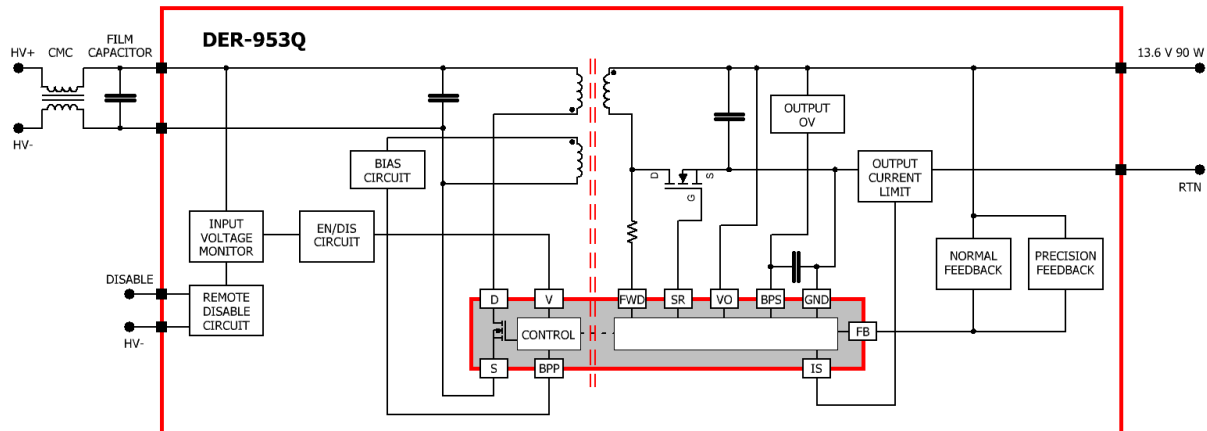 DER-953Q
FILM
CAPACITOR
CMC
HV+
HV-
13.6 V 90 W
RTN
OUTPUT
OV
BIAS
CIRCUIT
OUTPUT
CURRENT
LIMIT
D
S
G
INPUT
VOLTAGE
MONITOR
EN/DIS
CIRCUIT
NORMAL
FEEDBACK
PRECISION
FEEDBACK
DISABLE
HV-
REMOTE
DISABLE
CIRCUIT
D
V
FWD
SR
VO
BPS
GND
CONTROL
FB
S
BPP
IS